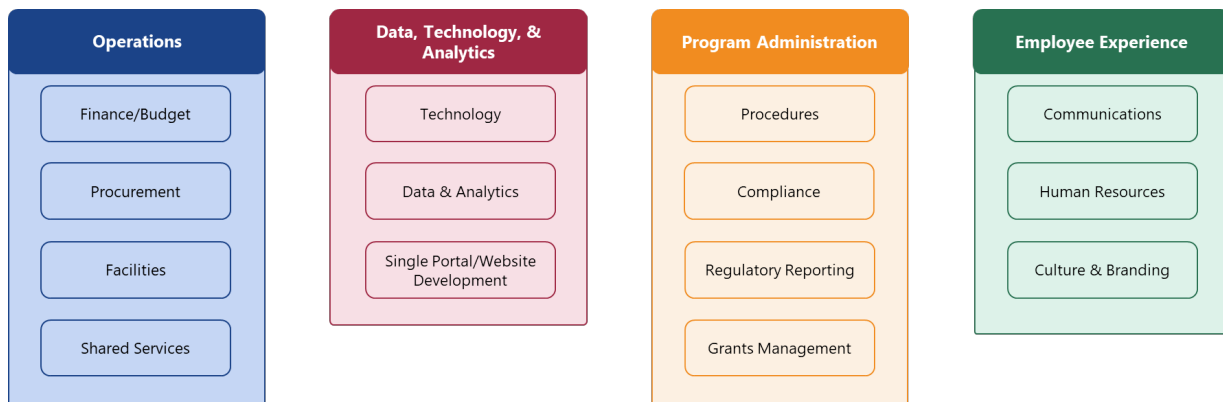 Operations
Finance/Budget
Procurement
Facilities
Shared Services
Data, Technology, &
Analytics
Technology
Data & Analytics
Single Portal/Website
Development
Program Administration
Procedures
Compliance
Regulatory Reporting
Grants Management
Employee Experience
Communications
Human Resources
Culture & Branding